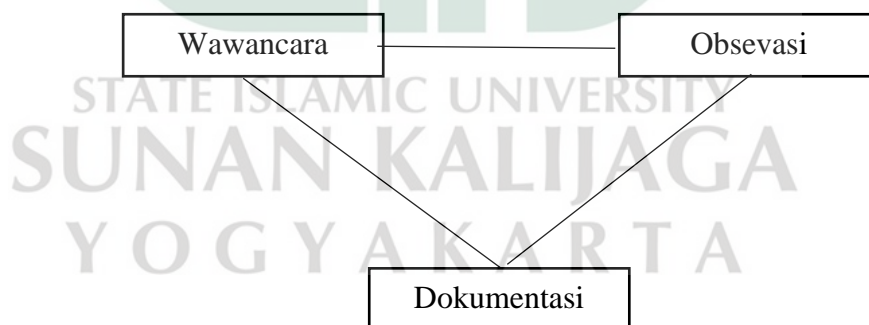 Wawancara
Obsevasi
STATE ISLAMIC UNIVERSITY
SUNAN KALIJAGA
YOGYAKARTA
Dokumentasi